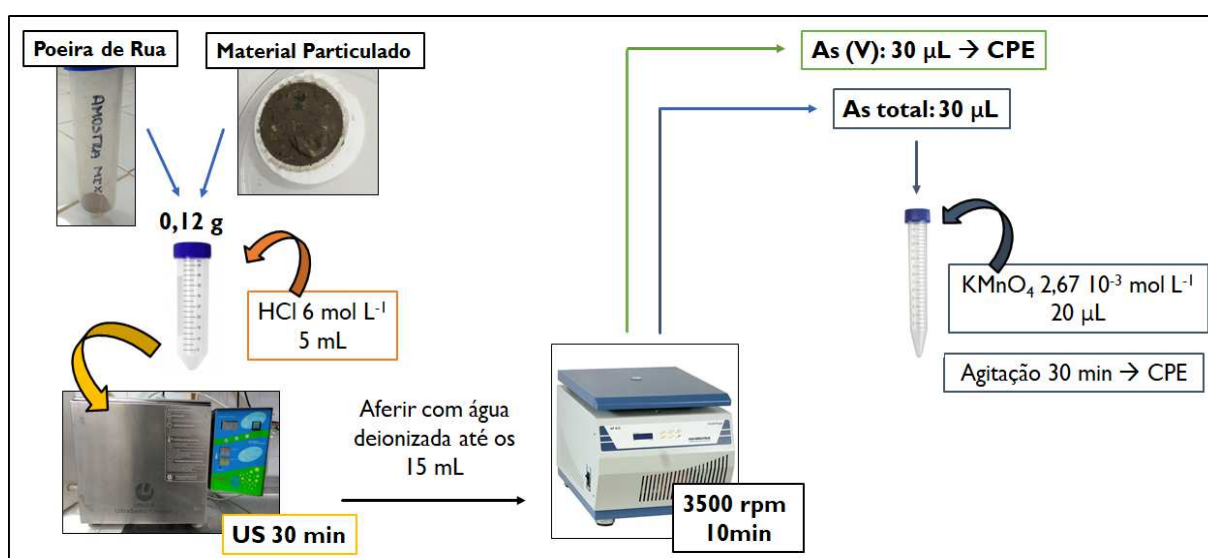 Poeira de Rua
Material Particulado
AMOSTRA MIX
0,12 g
HCl 6 mol L⁻¹
5 mL
US 30 min
Aferir com água
deionizada até os
15 mL
3500 rpm
10min
As (V): 30 µL → CPE
As total: 30 µL
KMnO₄ 2,67 10⁻³ mol L⁻¹
20 µL
Agitação 30 min → CPE